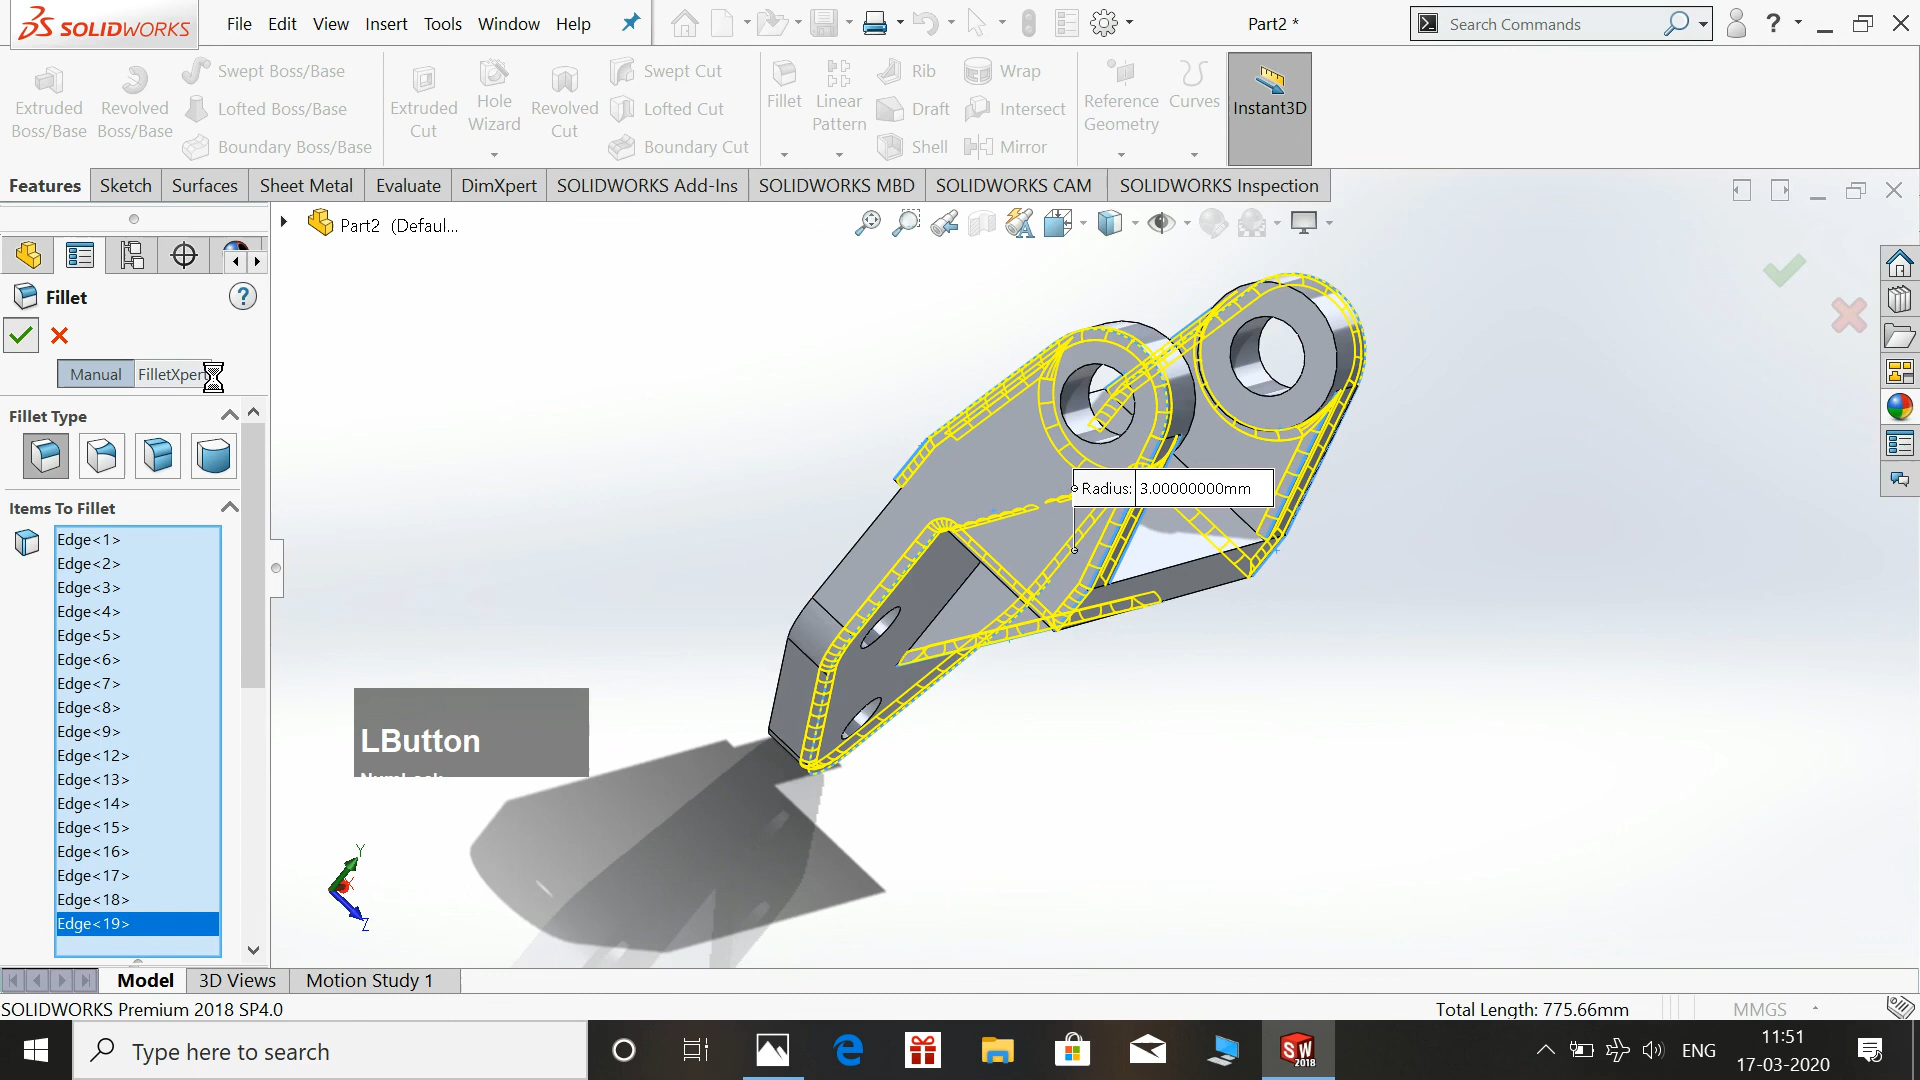 SOLIDWORKS
File Edit View Insert Tools Window Help
Part2 *
Search Commands
Extruded Boss/Base
Revolved Boss/Base
Swept Boss/Base
Lofted Boss/Base
Boundary Boss/Base
Extruded Cut
Hole Wizard
Revolved Cut
Swept Cut
Lofted Cut
Boundary Cut
Fillet
Linear Pattern
Rib
Draft
Shell
Wrap
Intersect
Mirror
Reference Geometry
Curves
Instant3D
Features Sketch Surfaces Sheet Metal Evaluate DimXpert SOLIDWORKS Add-Ins SOLIDWORKS MBD SOLIDWORKS CAM SOLIDWORKS Inspection
Part2 (Defaul...
Fillet
Manual FilletXpert
Fillet Type
Items To Fillet
Edge<1>
Edge<2>
Edge<3>
Edge<4>
Edge<5>
Edge<6>
Edge<7>
Edge<8>
Edge<9>
Edge<12>
Edge<13>
Edge<14>
Edge<15>
Edge<16>
Edge<17>
Edge<18>
Edge<19>
Radius: 3.00000000mm
LButton
Y
X
Z
Model 3D Views Motion Study 1
SOLIDWORKS Premium 2018 SP4.0
Total Length: 775.66mm
MMGS
Type here to search
SW
2018
ENG
11:51
17-03-2020